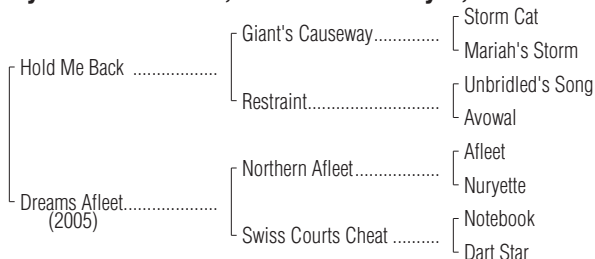 Storm Cat
Giant's Causeway..............
Mariah's Storm
Hold Me Back ..................
Unbridled's Song
Restraint............................
Avowal
Afleet
Northern Afleet..................
Nuryette
Dreams Afleet....................
(2005)
Notebook
Swiss Courts Cheat ..........
Dart Star